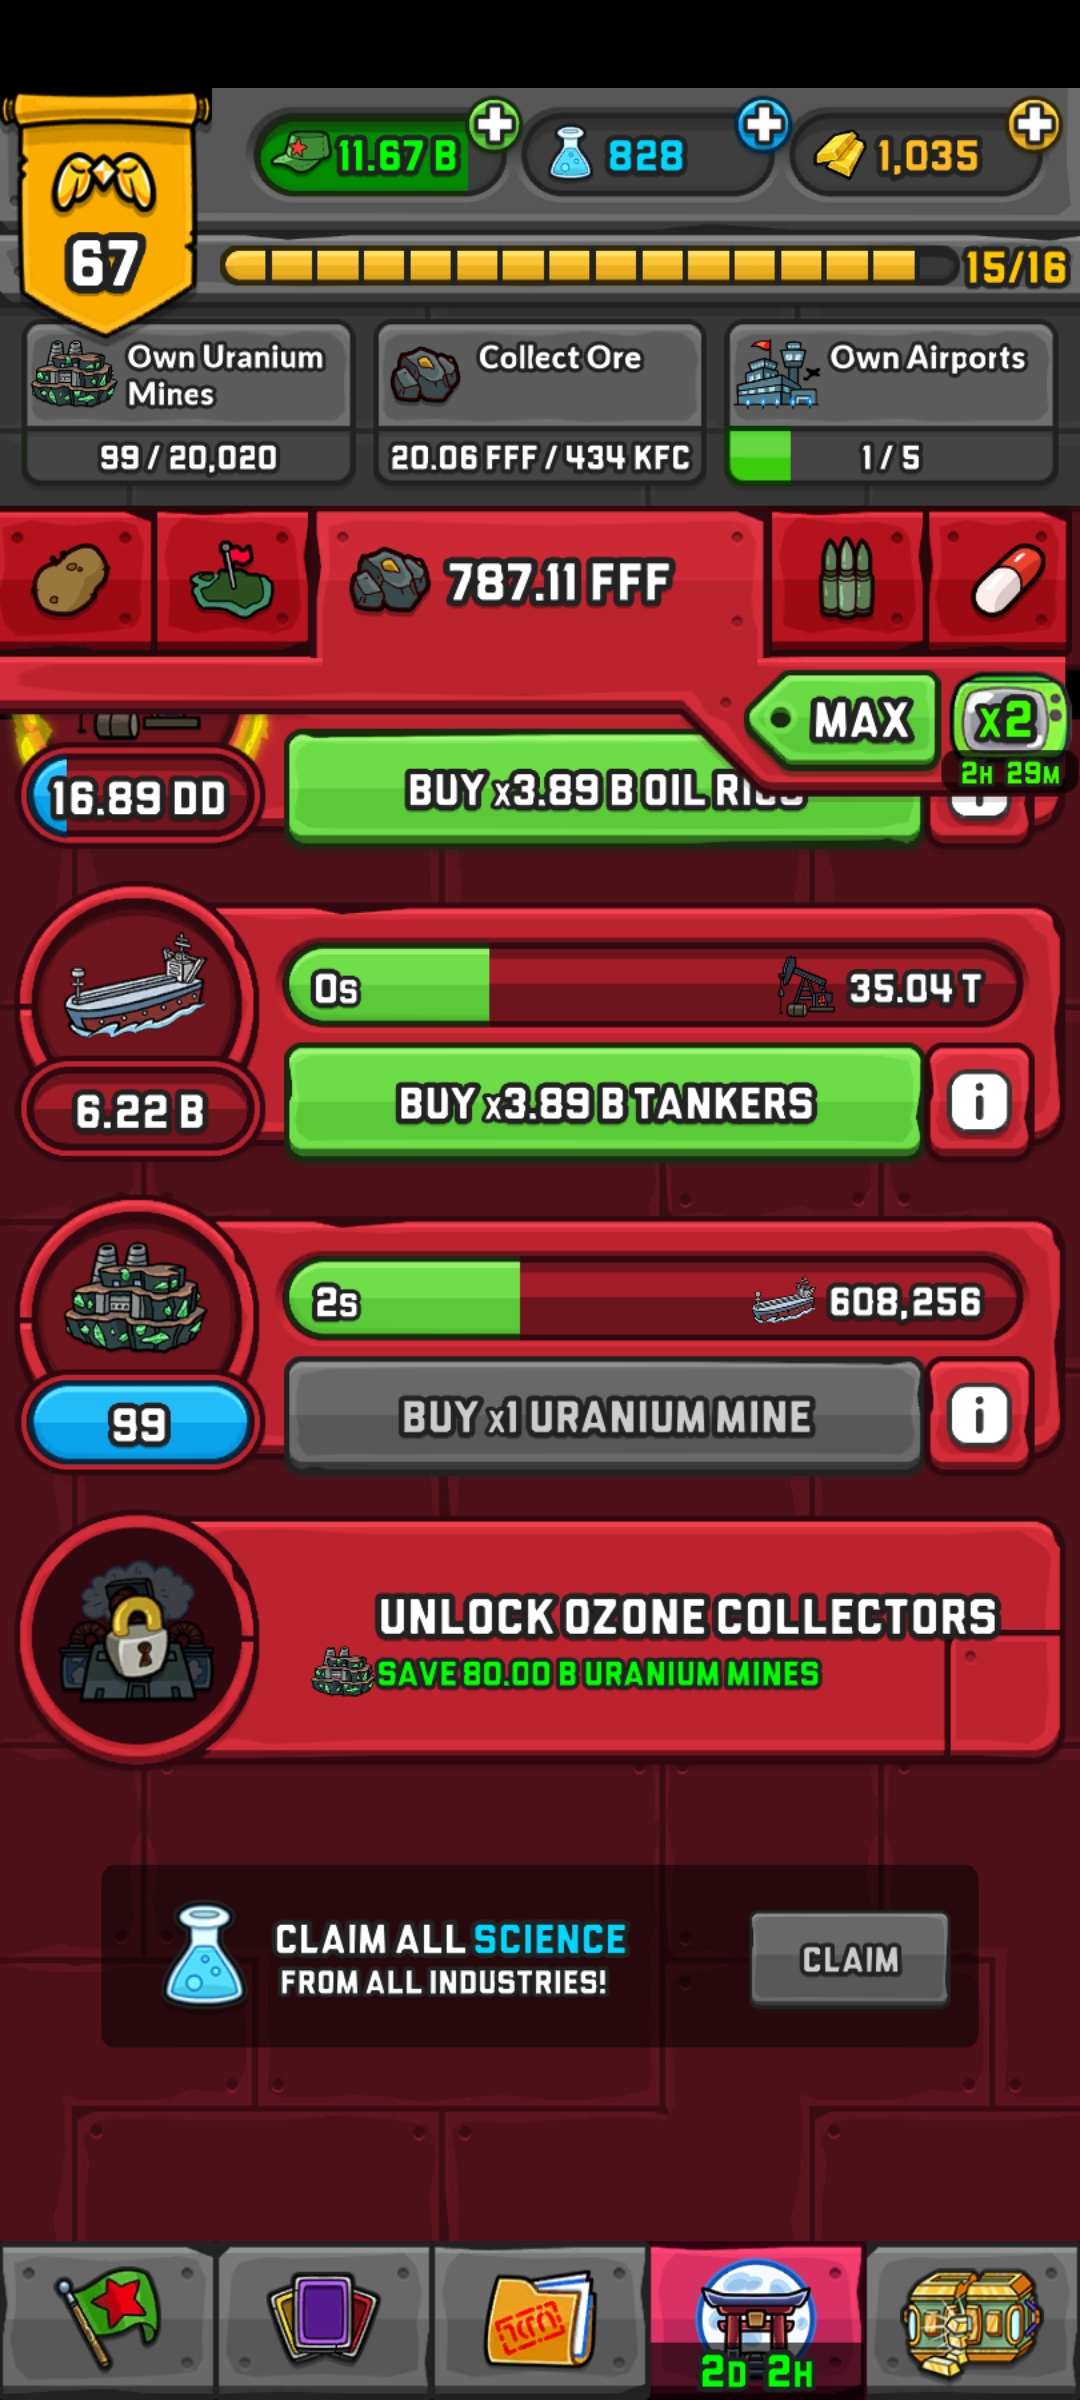 11.67 B
828
1,035
67
15/16
Own Uranium
Mines
Collect Ore
Own Airports
99 / 20,020
20.06 FFF / 434 KFC
1 / 5
787.11 FFF
MAX
x2
2H 29M
16.89 DD
BUY x3.89 B OIL RIGS
0s
35.04 T
6.22 B
BUY x3.89 B TANKERS
i
2s
608,256
99
BUY x1 URANIUM MINE
i
UNLOCK OZONE COLLECTORS
SAVE 80.00 B URANIUM MINES
CLAIM ALL SCIENCE
FROM ALL INDUSTRIES!
CLAIM
2D 2H